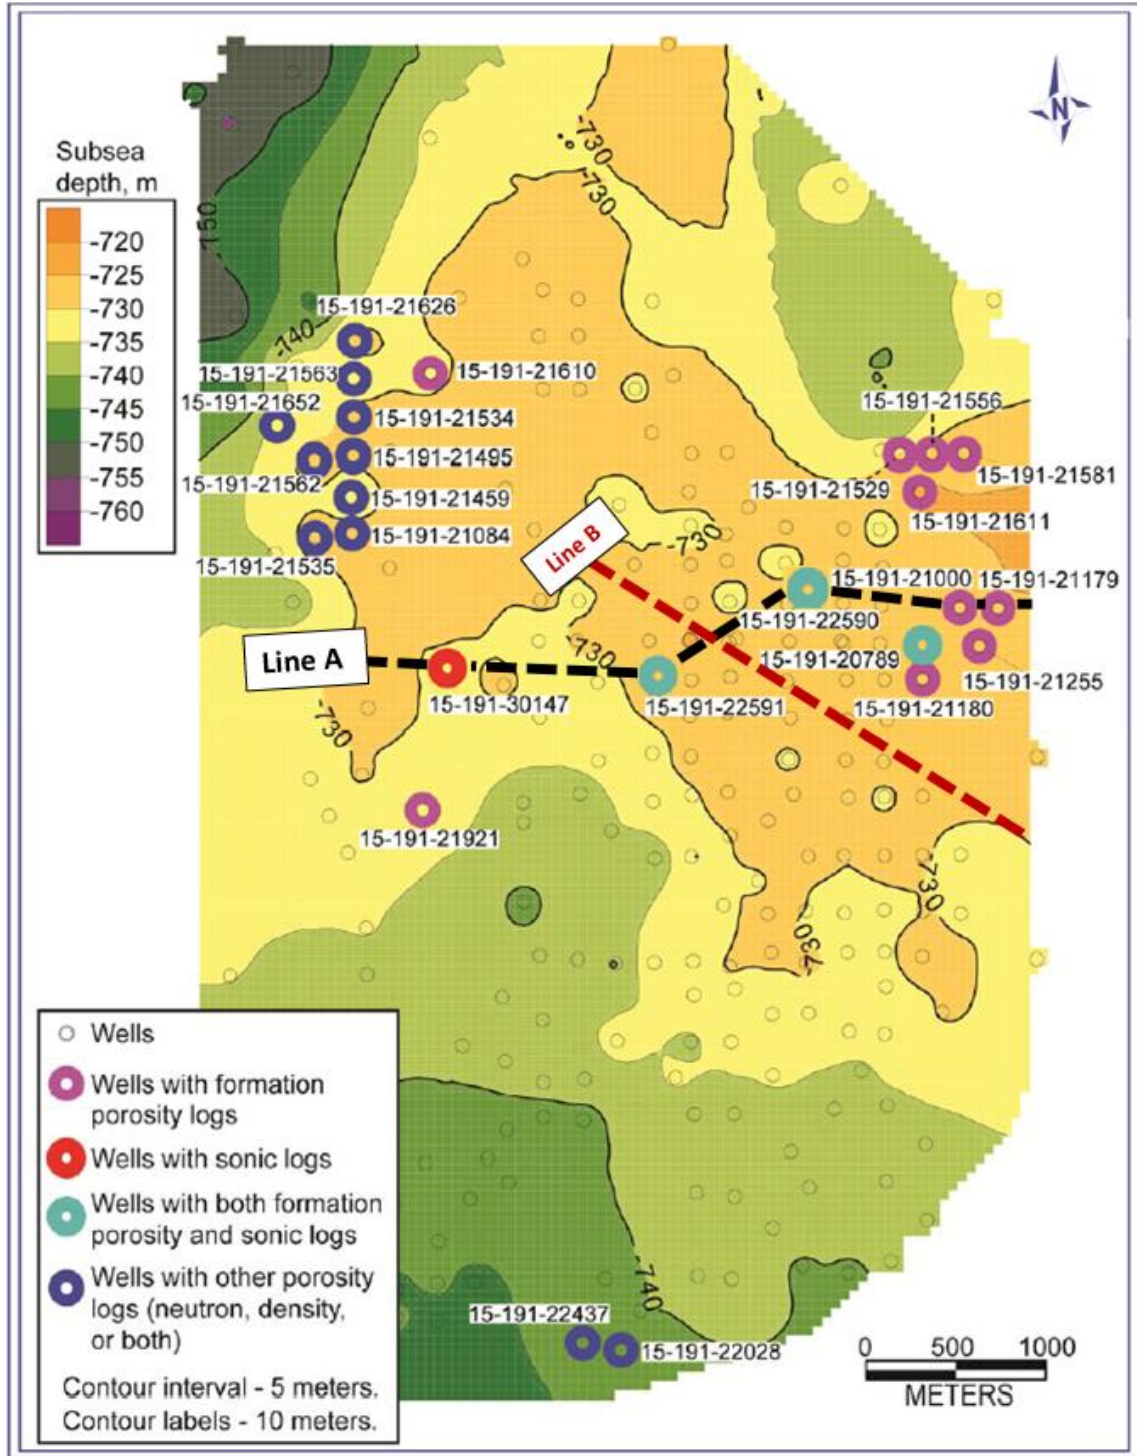 N
Subsea
depth, m
-720
-725
-730
-735
-740
-745
-750
-755
-760
-730
-730
-150
-140
15-191-21626
15-191-21563
15-191-21610
15-191-21652
15-191-21534
15-191-21495
15-191-21562
15-191-21459
15-191-21084
15-191-21535
15-191-21556
15-191-21581
15-191-21529
15-191-21611
Line B
-730
15-191-21000
15-191-21179
15-191-22590
Line A
-730
15-191-20789
15-191-21255
15-191-30147
15-191-22591
15-191-21180
-730
15-191-21921
-730
-730
Wells
Wells with formation
porosity logs
Wells with sonic logs
Wells with both formation
porosity and sonic logs
Wells with other porosity
logs (neutron, density,
or both)
Contour interval - 5 meters.
Contour labels - 10 meters.
-740
15-191-22437
15-191-22028
0 500 1000
METERS